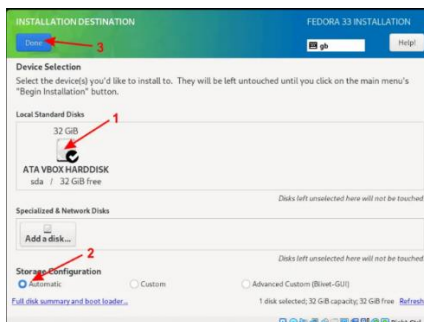 INSTALLATION DESTINATION
FEDORA 33 INSTALLATION
Done
3
gb
Help!
Device Selection
Select the device(s) you'd like to install to. They will be left untouched until you click on the main menu's
"Begin Installation" button.
Local Standard Disks
1
32 GiB
ATA VBOX HARDDISK
sda / 32 GiB free
Disks left unselected here will not be touched
Specialized & Network Disks
Add a disk...
2
Disks left unselected here will not be touched
Storage Configuration
Automatic
Custom
Advanced Custom (Blivet-GUI)
Full disk summary and boot loader...
1 disk selected; 32 GiB capacity; 32 GiB free Refresh